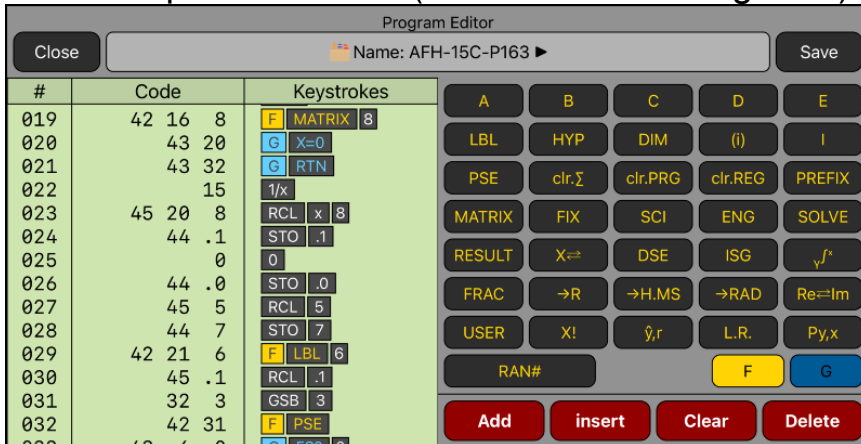 Program Editor
Close
Name: AFH-15C-P163 ►
Save
# Code Keystrokes
019 42 16 8 F MATRIX 8
020 43 20 G X=0
021 43 32 G RTN
022 15 1/x
023 45 20 8 RCL x 8
024 44 .1 STO .1
025 0 0
026 44 .0 STO .0
027 45 5 RCL 5
028 44 7 STO 7
029 42 21 6 F LBL 6
030 45 .1 RCL .1
031 32 3 GSB 3
032 42 31 F PSE
A B C D E
LBL HYP DIM (i) I
PSE clr.∑ clr.PRG clr.REG PREFIX
MATRIX FIX SCI ENG SOLVE
RESULT X⇄ DSE ISG ᵧ∫ˣ
FRAC →R →H.MS →RAD Re⇄Im
USER X! ŷ,r L.R. Py,x
RAN# F G
Add insert Clear Delete